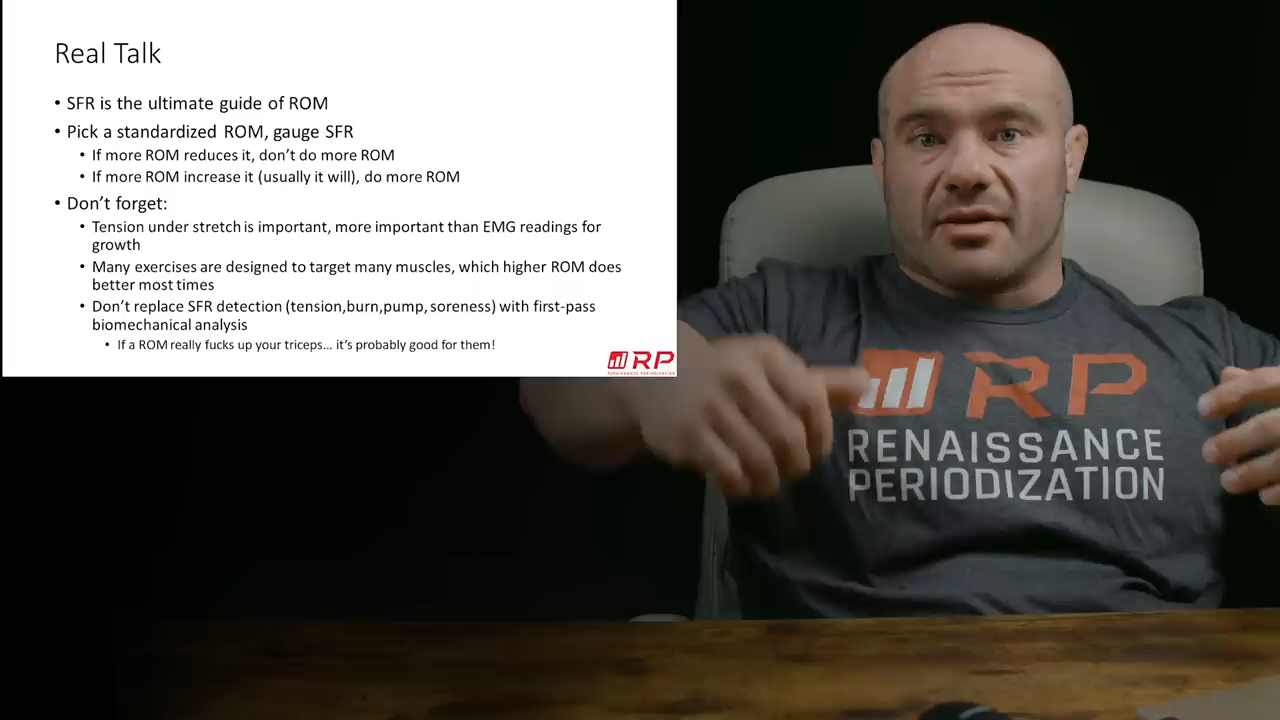 Real Talk
• SFR is the ultimate guide of ROM
• Pick a standardized ROM, gauge SFR
• If more ROM reduces it, don't do more ROM
• If more ROM increase it (usually it will), do more ROM
• Don't forget:
• Tension under stretch is important, more important than EMG readings for
growth
• Many exercises are designed to target many muscles, which higher ROM does
better most times
• Don't replace SFR detection (tension,burn,pump, soreness) with first-pass
biomechanical analysis
• If a ROM really fucks up your triceps... it's probably good for them!
RP
RENAISSANCE PERIODIZATION
RP
RENAISSANCE
PERIODIZATION